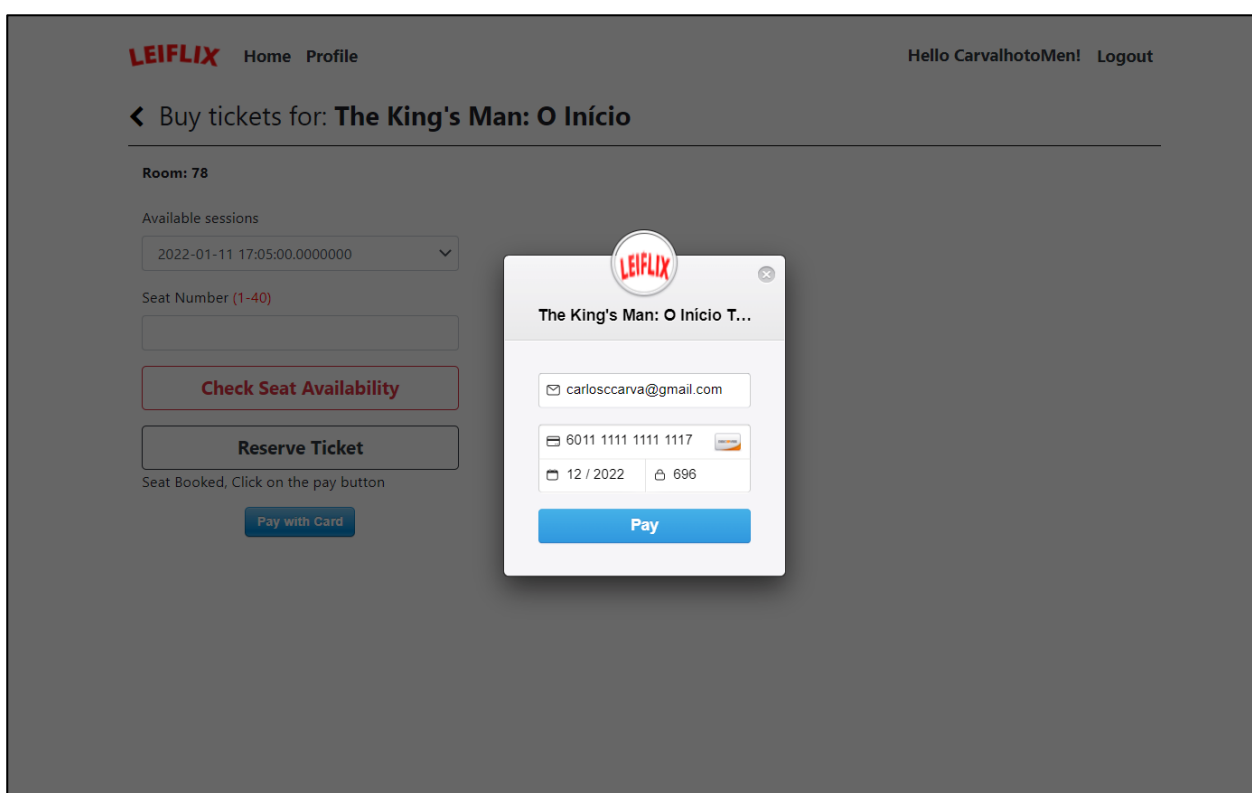 LEIFLIX Home Profile Hello CarvalhotoMen! Logout
Buy tickets for: The King's Man: O Início
Room: 78
Available sessions
2022-01-11 17:05:00.0000000
Seat Number (1-40)
Check Seat Availability
Reserve Ticket
Seat Booked, Click on the pay button
Pay with Card
LEIFLIX
The King's Man: O Início T...
carlosccarva@gmail.com
6011 1111 1111 1117
12 / 2022 696
Pay